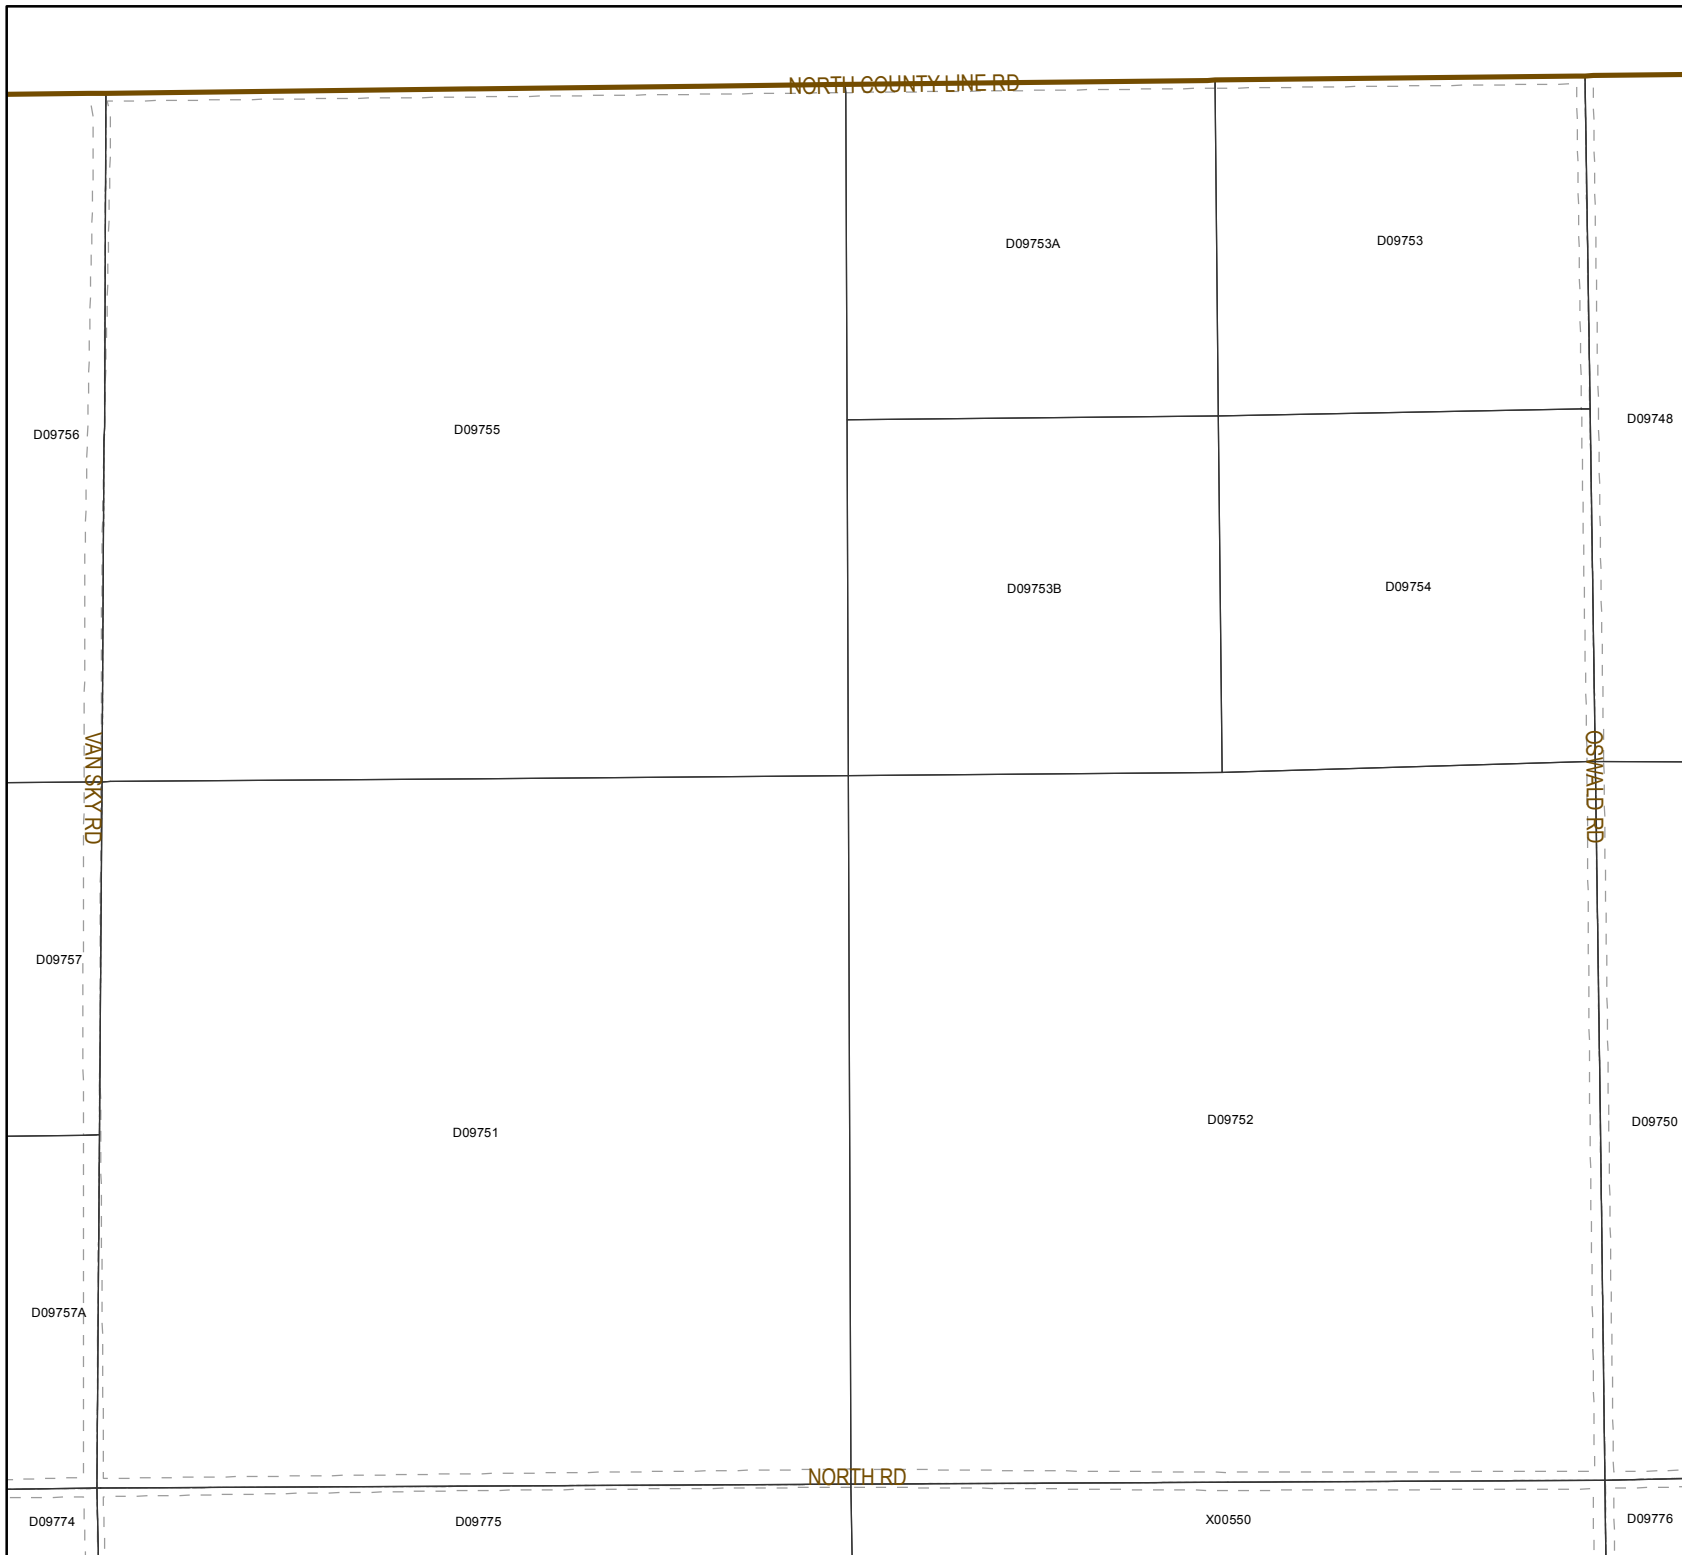 NORTH COUNTY LINE RD
D09753A
D09753
D09756
D09755
D09748
D09753B
D09754
VAN SKY RD
OSWALD RD
D09757
D09751
D09752
D09750
D09757A
NORTH RD
D09774
D09775
X00550
D09776